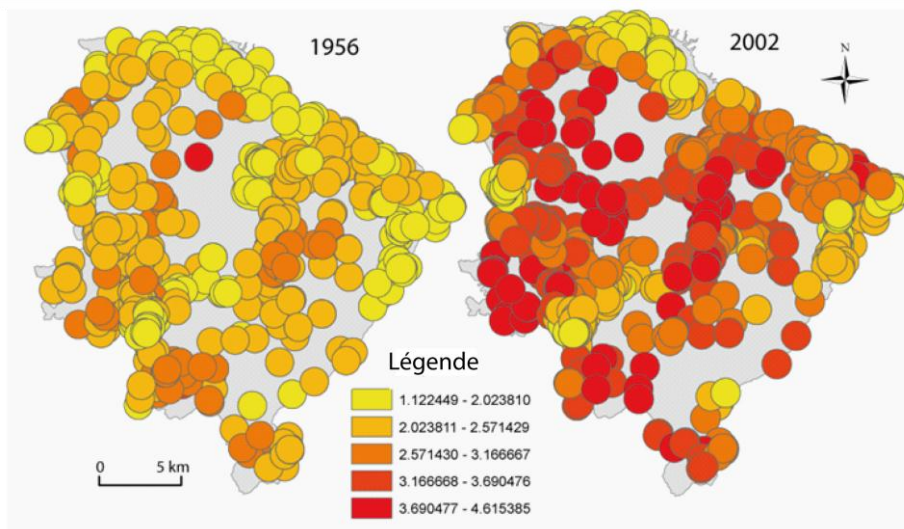 1956
2002
N
Légende
1.122449 - 2.023810
2.023811 - 2.571429
2.571430 - 3.166667
3.166668 - 3.690476
3.690477 - 4.615385
0 5 km